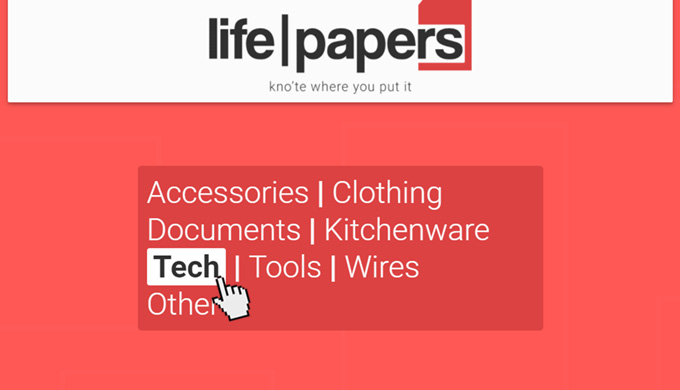 life|papers
kno'te where you put it
Accessories | Clothing
Documents | Kitchenware
Tech | Tools | Wires
Other